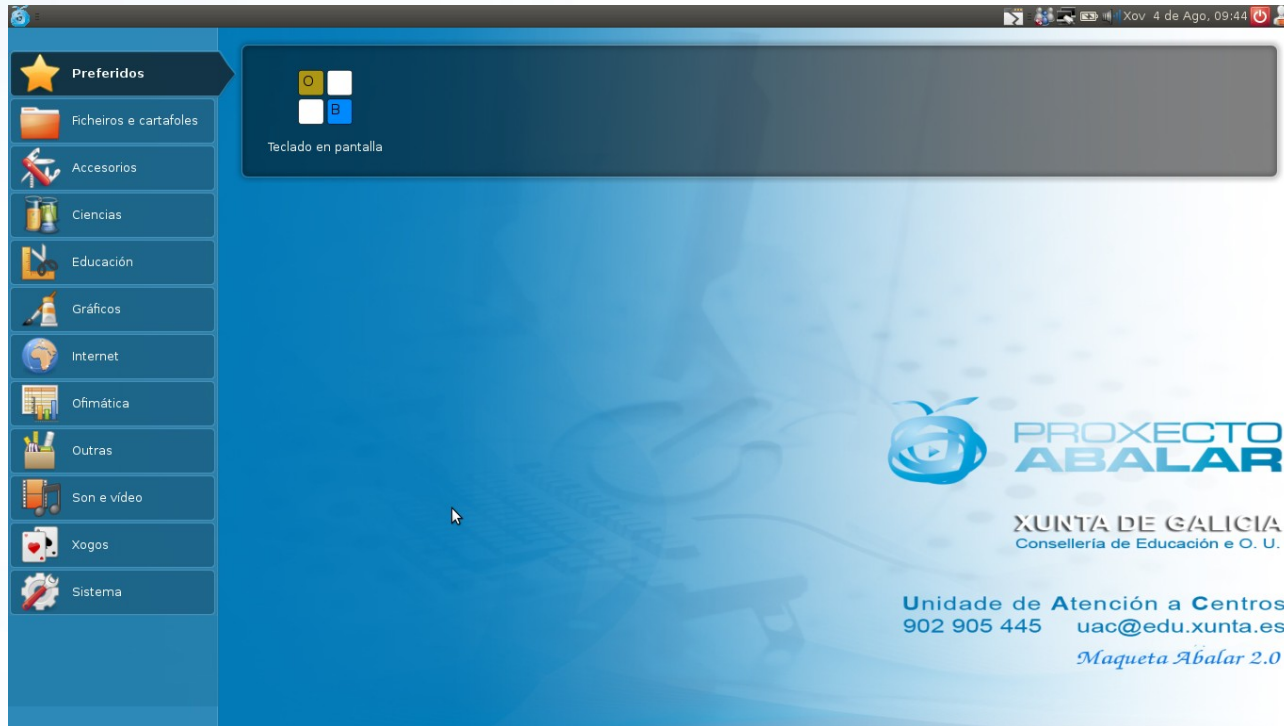 Xov 4 de Ago, 09:44
Preferidos
Ficheiros e cartafoles
Accesorios
Ciencias
Educación
Gráficos
Internet
Ofimática
Outras
Son e vídeo
Xogos
Sistema
O
B
Teclado en pantalla
PROXECTO
ABALAR
XUNTA DE GALICIA
Consellería de Educación e O. U.
Unidade de Atención a Centros
902 905 445 uac@edu.xunta.es
Maqueta Abalar 2.0